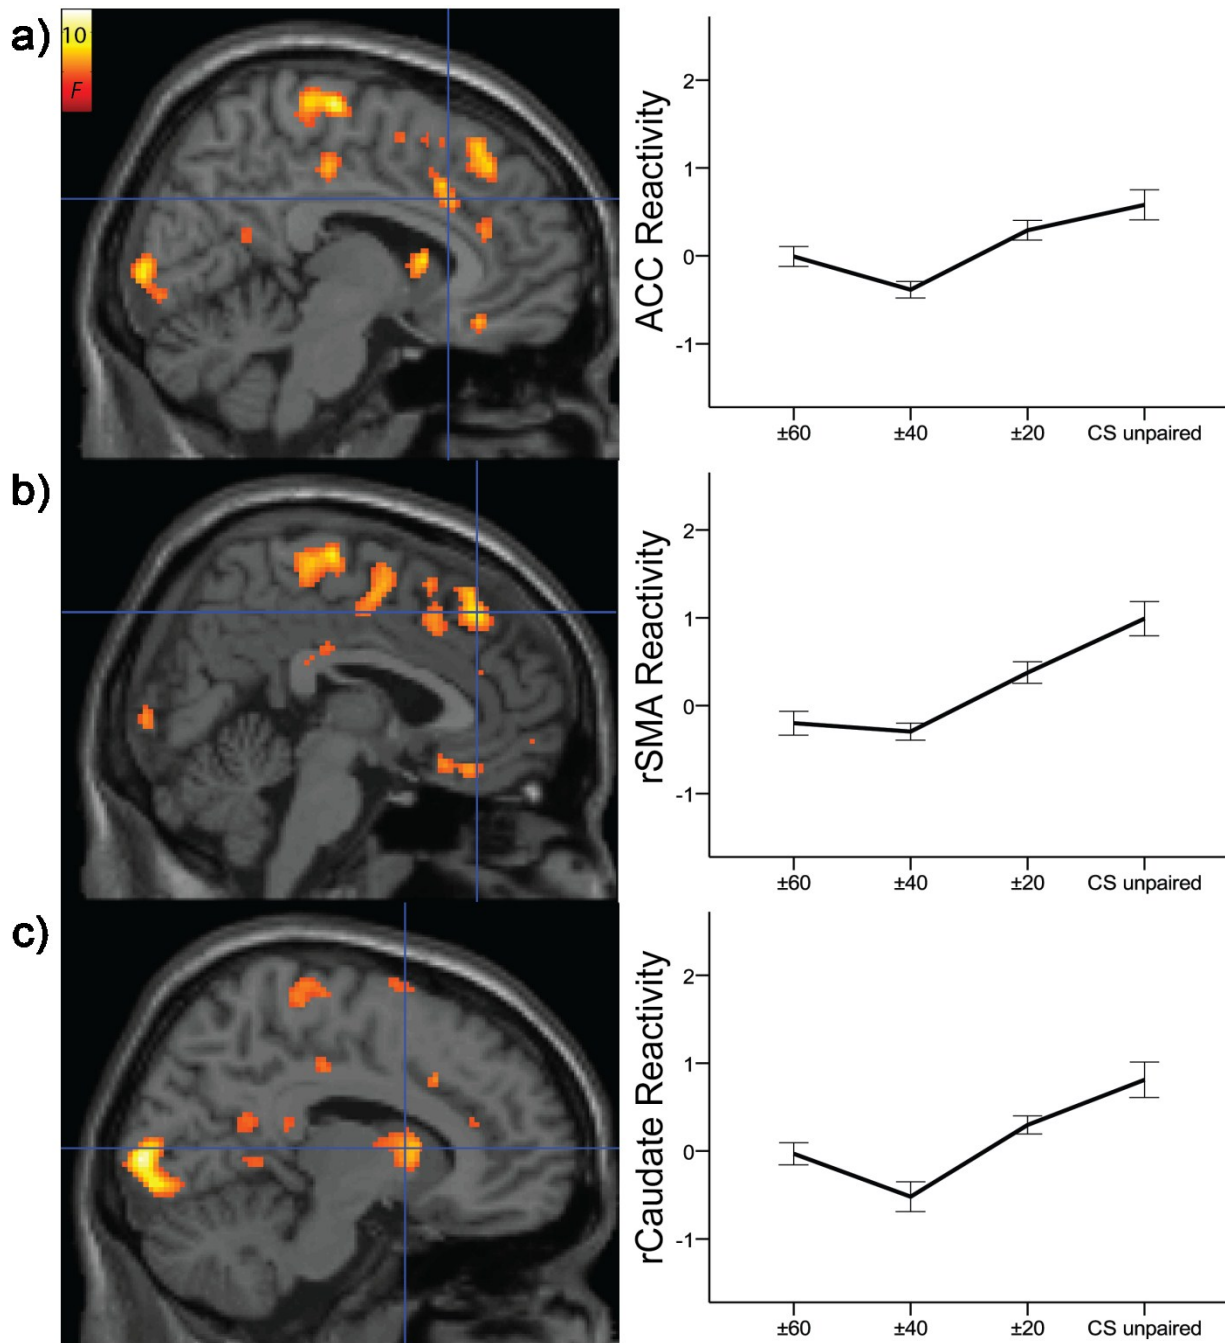 a)
10
F
ACC Reactivity
2
1
0
-1
±60 ±40 ±20 CS unpaired
b)
rSMA Reactivity
2
1
0
-1
±60 ±40 ±20 CS unpaired
c)
rCaudate Reactivity
2
1
0
-1
±60 ±40 ±20 CS unpaired